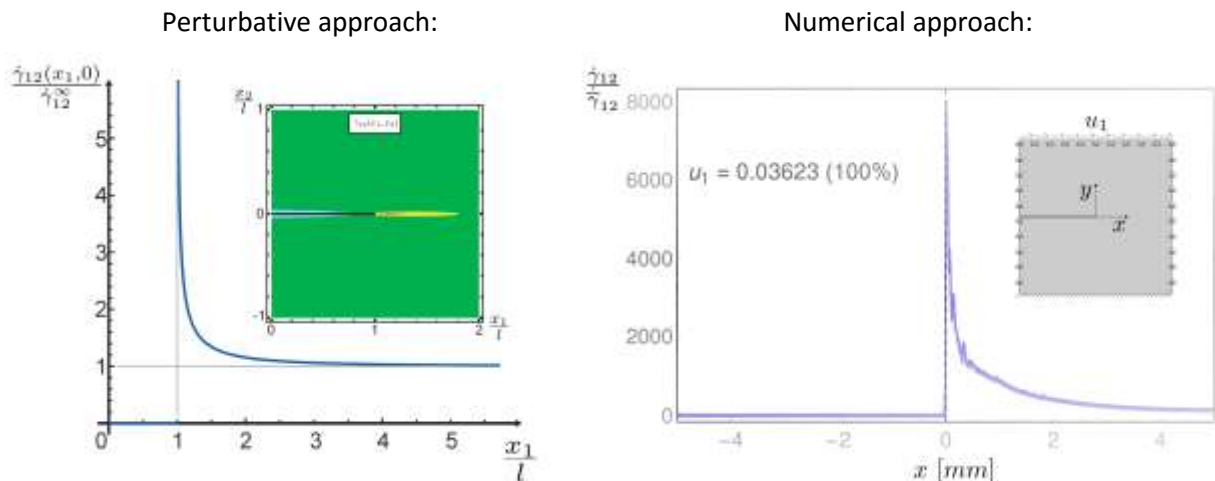 Perturbative approach:
Numerical approach:
γ̇₁₂(x₁,0)
γ̇₁₂^∞
5
4
3
2
1
0
1
2
3
4
5
x₁
l
x₂
l
1
0
-1
0
1
2
x₁
l
γ̇₁₂
γ̇₁₂
8000
6000
4000
2000
0
u₁ = 0.03623 (100%)
u₁
y
x
−4
−2
0
2
4
x [mm]